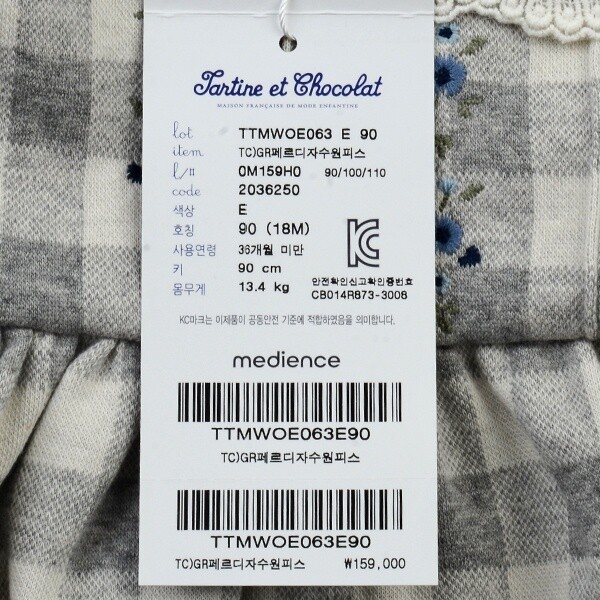 Tartine et Chocolat
MAISON FRANÇAISE DE MODE ENFANTINE
lot TTMWOE063 E 90
item TC)GR페르디자수원피스
l/# 0M159H0 90/100/110
code 2036250
색상 E
호칭 90 (18M)
사용연령 36개월 미만
키 90 cm
몸무게 13.4 kg
안전확인신고확인증번호
CB014R873-3008
KC마크는 이제품이 공통안전 기준에 적합하였음을 의미합니다.
medience
TTMWOE063E90
TC)GR페르디자수원피스
TTMWOE063E90
TC)GR페르디자수원피스 ₩159,000